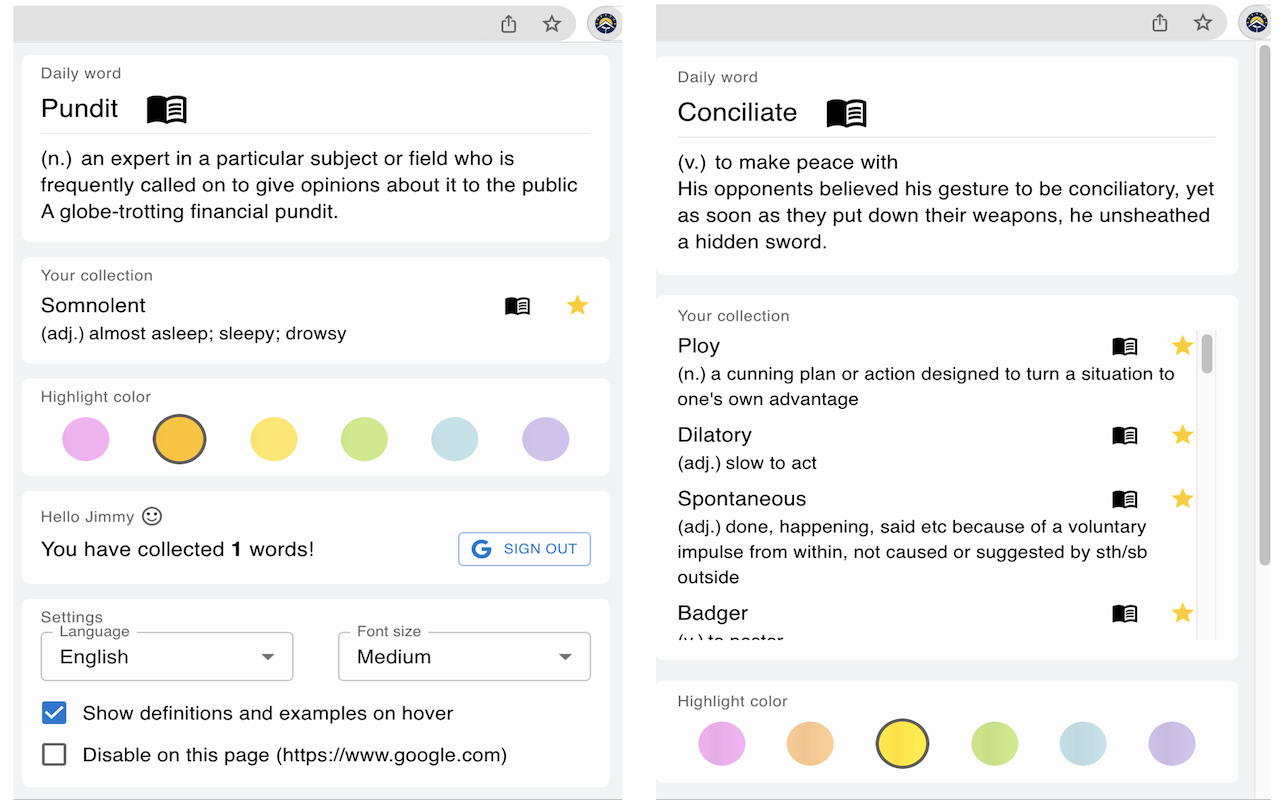 Daily word
Pundit
(n.) an expert in a particular subject or field who is
frequently called on to give opinions about it to the public
A globe-trotting financial pundit.
Your collection
Somnolent
(adj.) almost asleep; sleepy; drowsy
Highlight color
Hello Jimmy
You have collected 1 words!
SIGN OUT
Settings
Language
English
Font size
Medium
Show definitions and examples on hover
Disable on this page (https://www.google.com)
Daily word
Conciliate
(v.) to make peace with
His opponents believed his gesture to be conciliatory, yet
as soon as they put down their weapons, he unsheathed
a hidden sword.
Your collection
Ploy
(n.) a cunning plan or action designed to turn a situation to
one's own advantage
Dilatory
(adj.) slow to act
Spontaneous
(adj.) done, happening, said etc because of a voluntary
impulse from within, not caused or suggested by sth/sb
outside
Badger
(v.) to pester
Highlight color